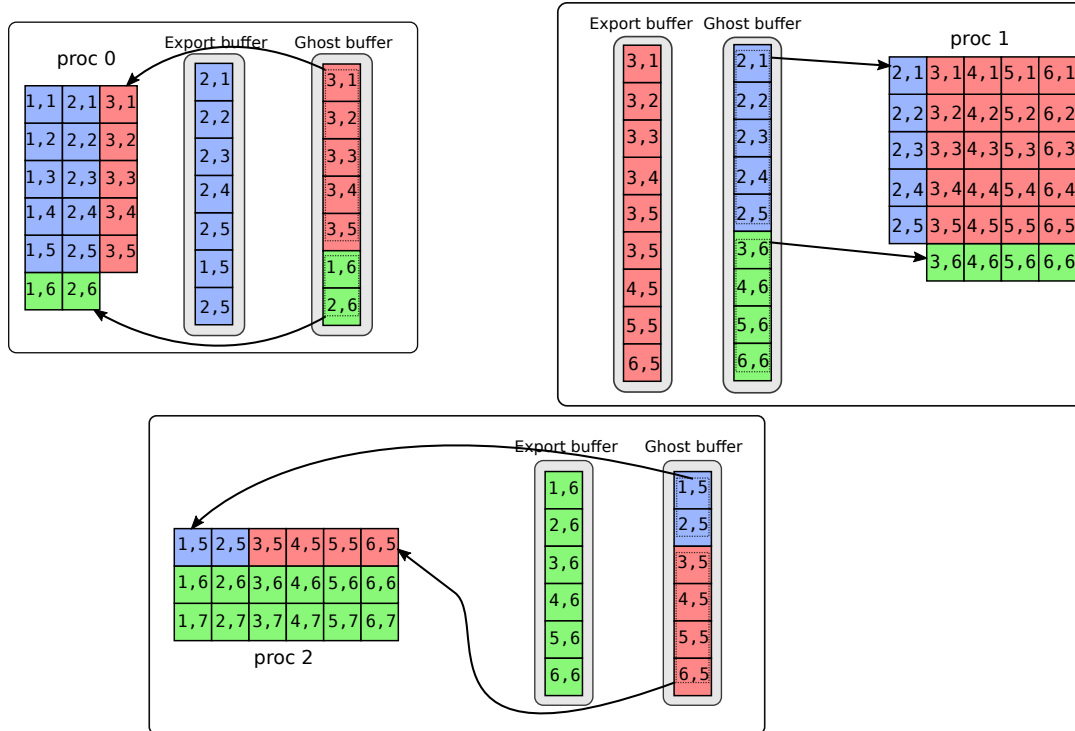 proc 0
Export buffer
Ghost buffer
1,1 2,1 3,1
1,2 2,2 3,2
1,3 2,3 3,3
1,4 2,4 3,4
1,5 2,5 3,5
1,6 2,6
2,1
2,2
2,3
2,4
2,5
1,5
2,5
3,1
3,2
3,3
3,4
3,5
1,6
2,6
Export buffer
Ghost buffer
proc 1
3,1
3,2
3,3
3,4
3,5
3,5
4,5
5,5
6,5
2,1
2,2
2,3
2,4
2,5
3,6
4,6
5,6
6,6
2,1 3,1 4,1 5,1 6,1
2,2 3,2 4,2 5,2 6,2
2,3 3,3 4,3 5,3 6,3
2,4 3,4 4,4 5,4 6,4
2,5 3,5 4,5 5,5 6,5
3,6 4,6 5,6 6,6
Export buffer
Ghost buffer
1,5 2,5 3,5 4,5 5,5 6,5
1,6 2,6 3,6 4,6 5,6 6,6
1,7 2,7 3,7 4,7 5,7 6,7
proc 2
1,6
2,6
3,6
4,6
5,6
6,6
1,5
2,5
3,5
4,5
5,5
6,5